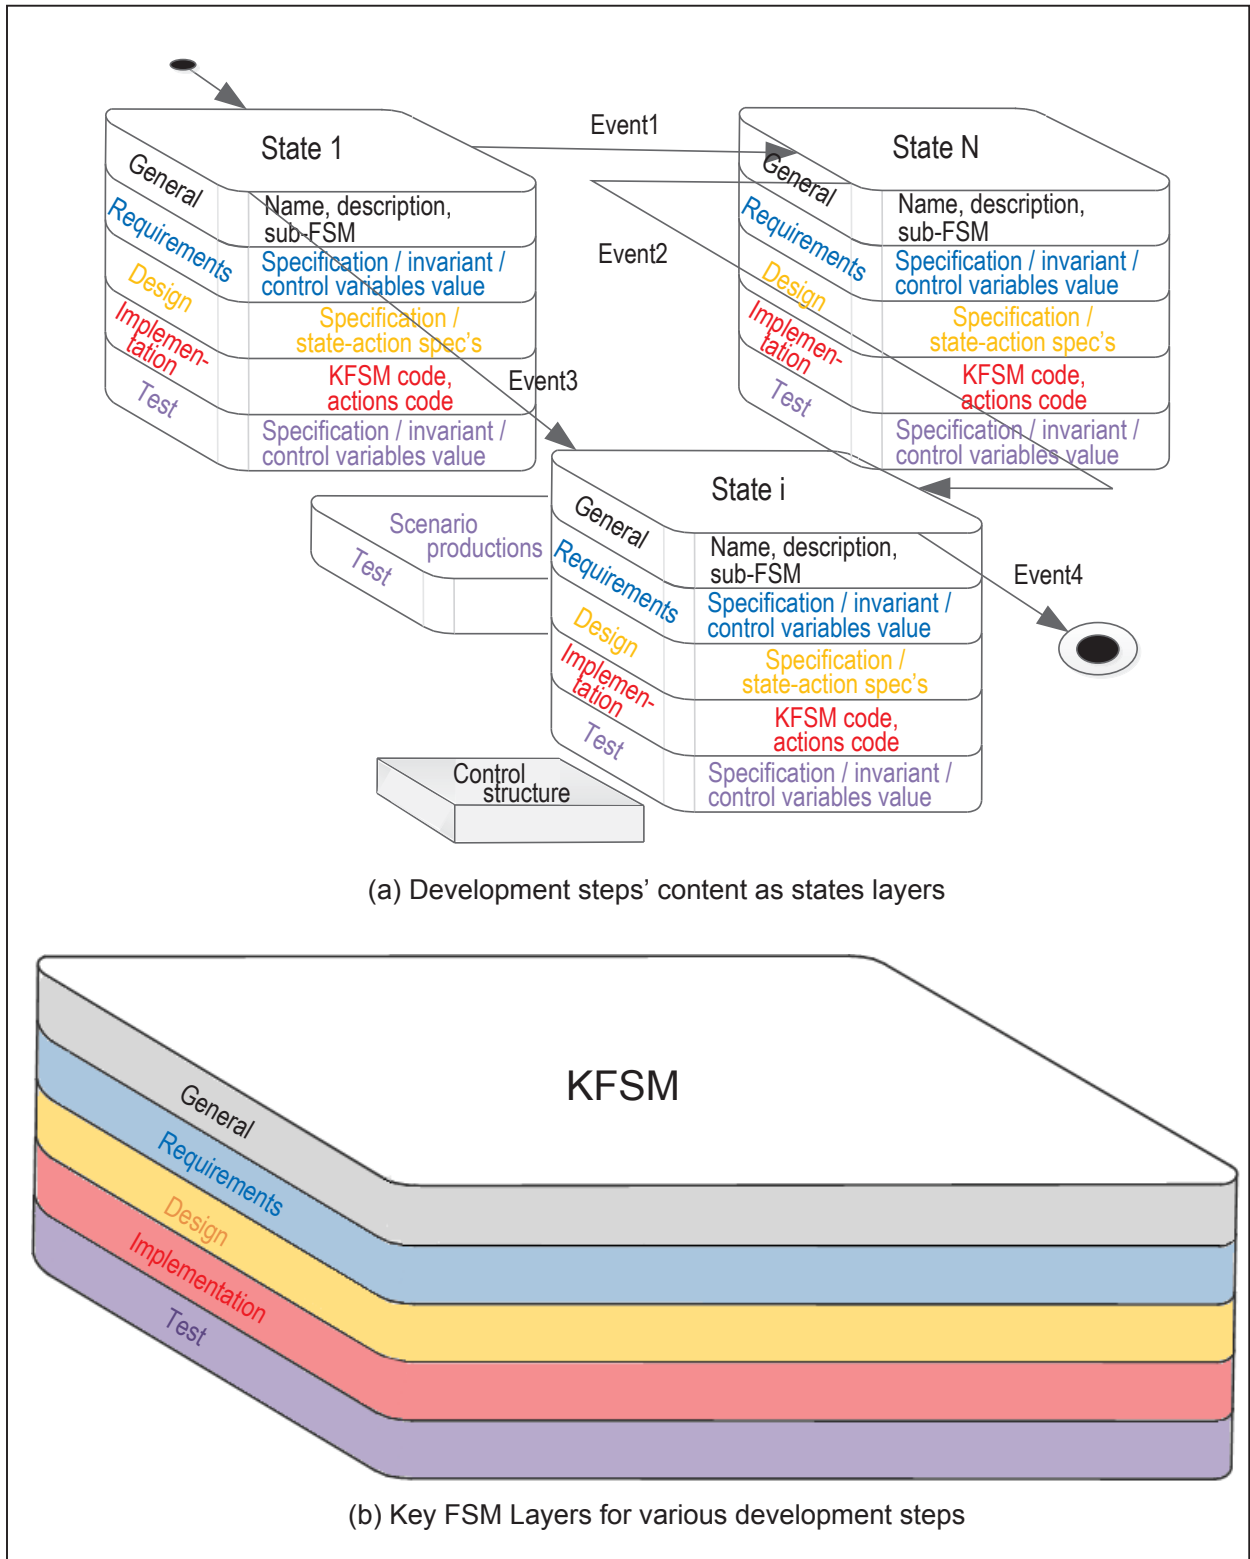 State 1
General
Requirements
Design
Implemen-
tation
Test
Name, description,
sub-FSM
Specification / invariant /
control variables value
Specification /
state-action spec's
KFSM code,
actions code
Specification / invariant /
control variables value
Event1
Event2
Event3
State N
General
Requirements
Design
Implemen-
tation
Test
Name, description,
sub-FSM
Specification / invariant /
control variables value
Specification /
state-action spec's
KFSM code,
actions code
Specification / invariant /
control variables value
Scenario
productions
Test
State i
General
Requirements
Design
Implemen-
tation
Test
Name, description,
sub-FSM
Specification / invariant /
control variables value
Specification /
state-action spec's
KFSM code,
actions code
Specification / invariant /
control variables value
Event4
Control
structure
(a) Development steps' content as states layers
KFSM
General
Requirements
Design
Implementation
Test
(b) Key FSM Layers for various development steps